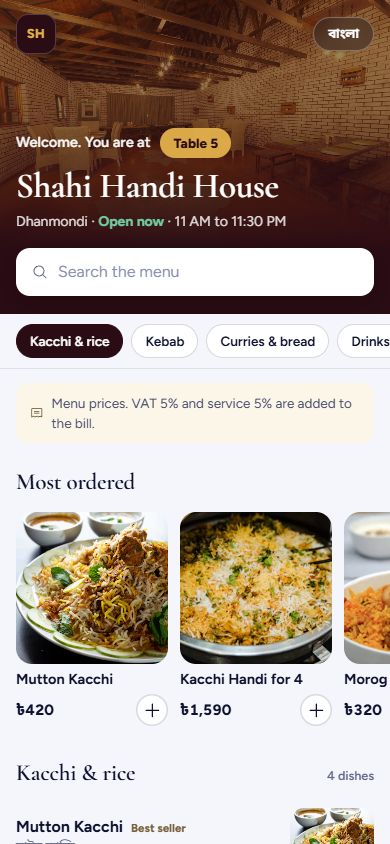 SH
বাংলা
Welcome. You are at Table 5
Shahi Handi House
Dhanmondi · Open now · 11 AM to 11:30 PM
Search the menu
Kacchi & rice Kebab Curries & bread Drinks
Menu prices. VAT 5% and service 5% are added to
the bill.
Most ordered
Mutton Kacchi Kacchi Handi for 4 Morog
৳420 ৳1,590 ৳320
Kacchi & rice 4 dishes
Mutton Kacchi Best seller